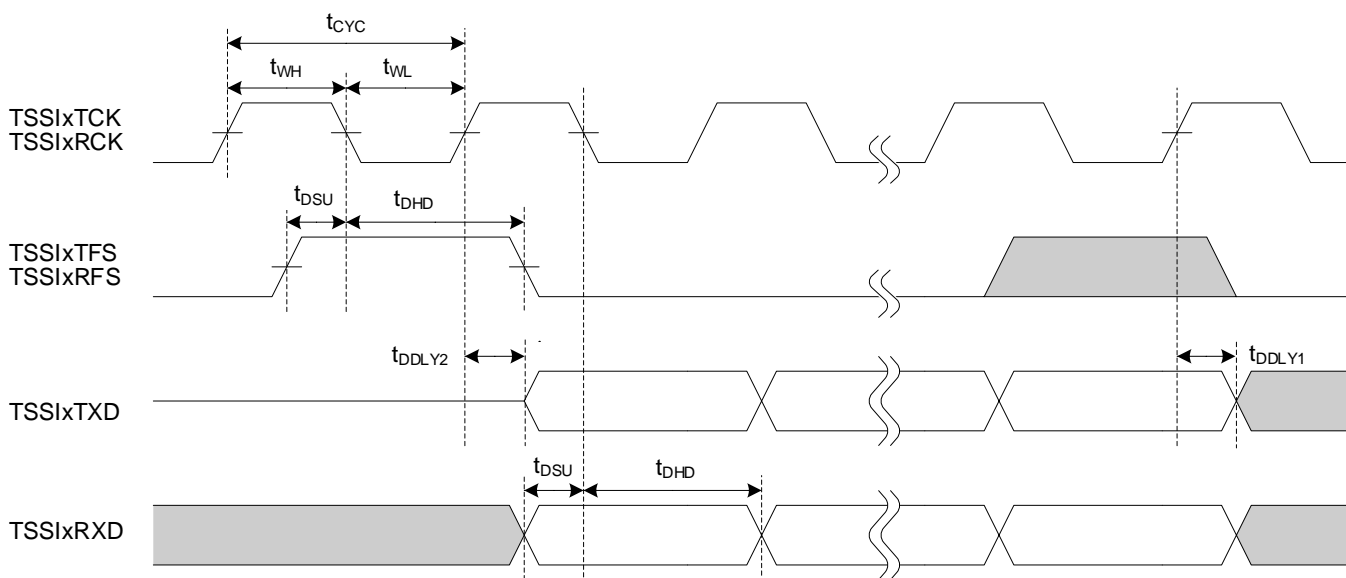 tCYC
tWH
tWL
TSSIxTCK
TSSIxRCK
tDSU
tDHD
TSSIxTFS
TSSIxRFS
tDDLY2
tDDLY1
TSSIxTXD
tDSU
tDHD
TSSIxRXD